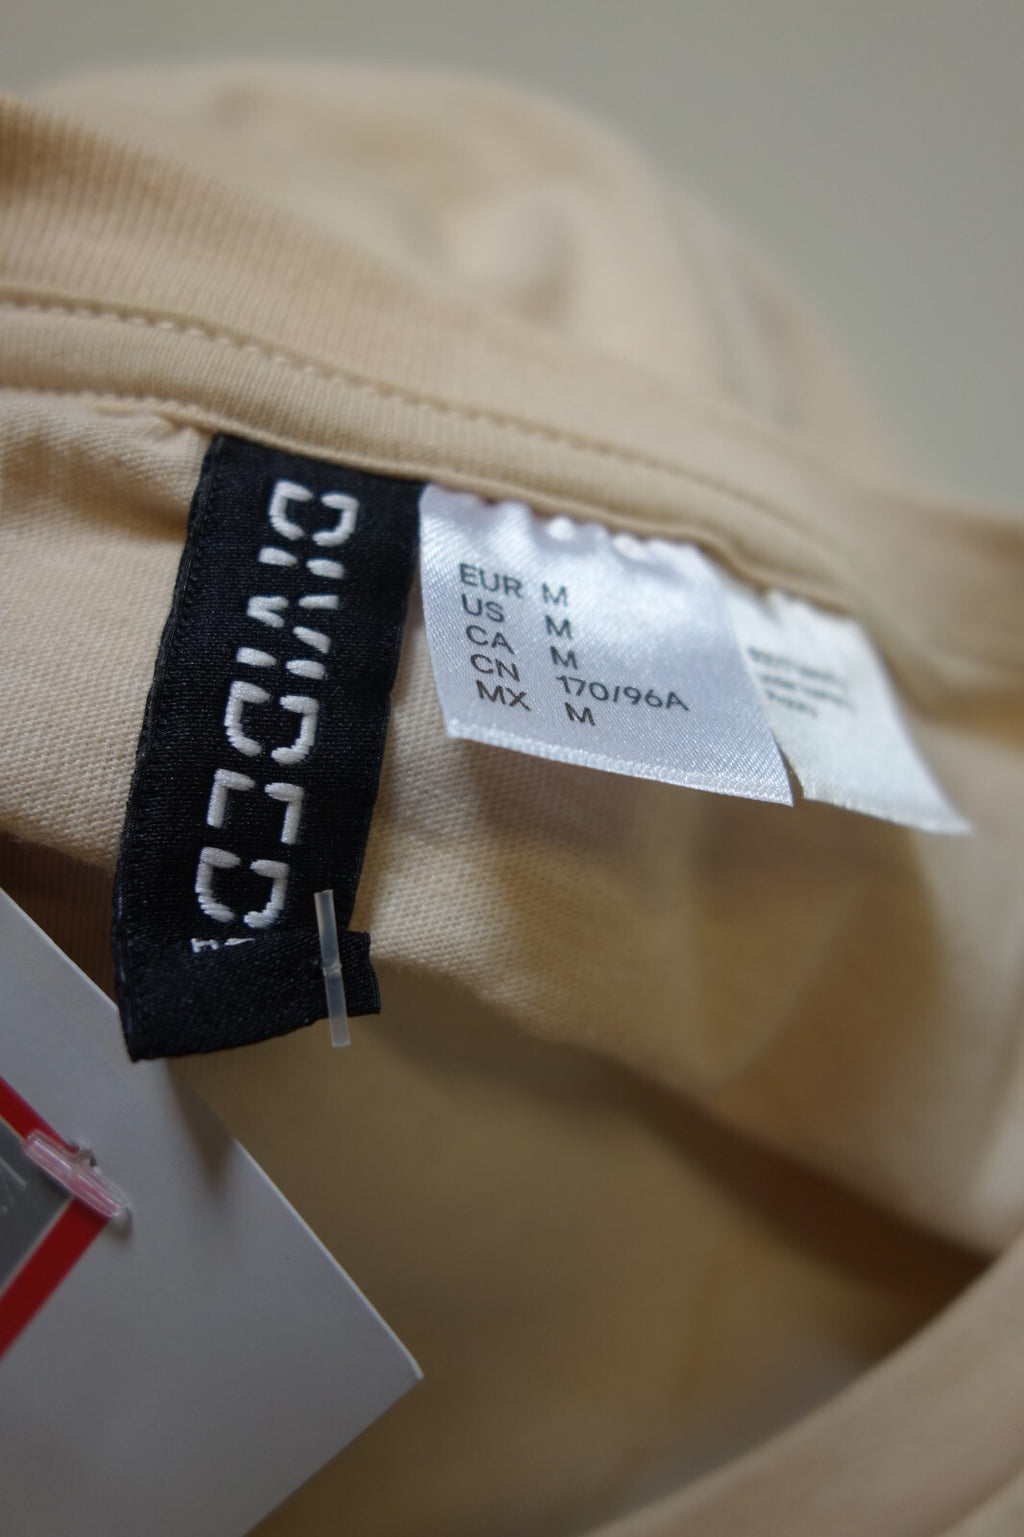 DIVIDED
EUR M
US M
CA M
CN 170/96A
MX M